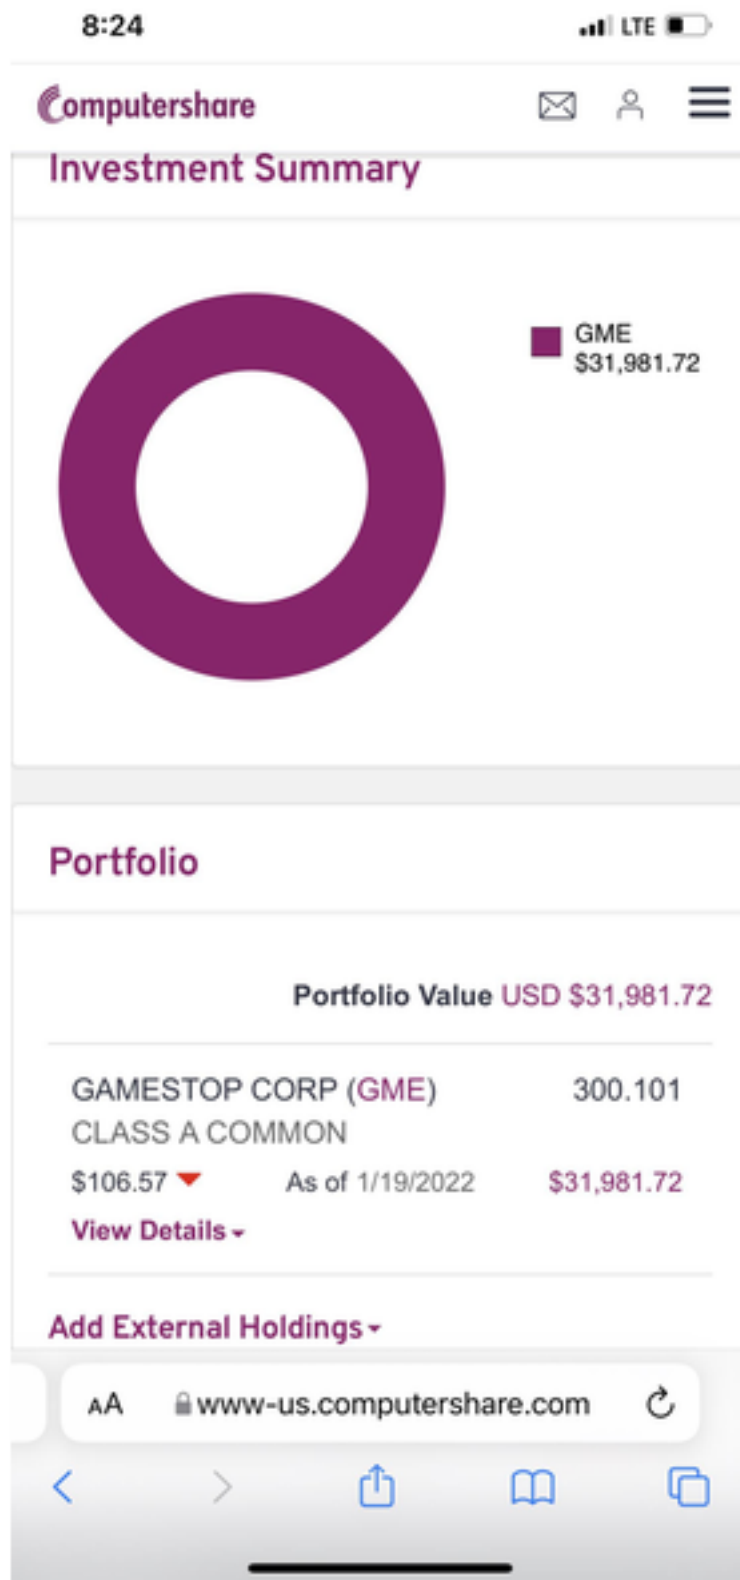 8:24 LTE
Computershare
Investment Summary
GME
$31,981.72
Portfolio
Portfolio Value USD $31,981.72
GAMESTOP CORP (GME) 300.101
CLASS A COMMON
$106.57 As of 1/19/2022 $31,981.72
View Details
Add External Holdings
AA www-us.computershare.com